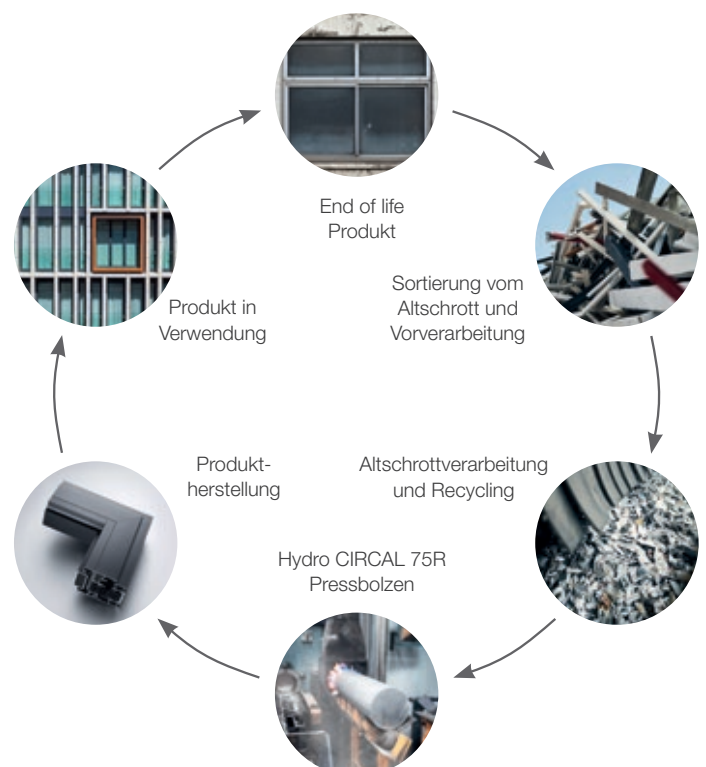 End of life
Produkt
Sortierung vom
Altschrott und
Vorverarbeitung
Altschrottverarbeitung
und Recycling
Hydro CIRCAL 75R
Pressbolzen
Produkt-
herstellung
Produkt in
Verwendung